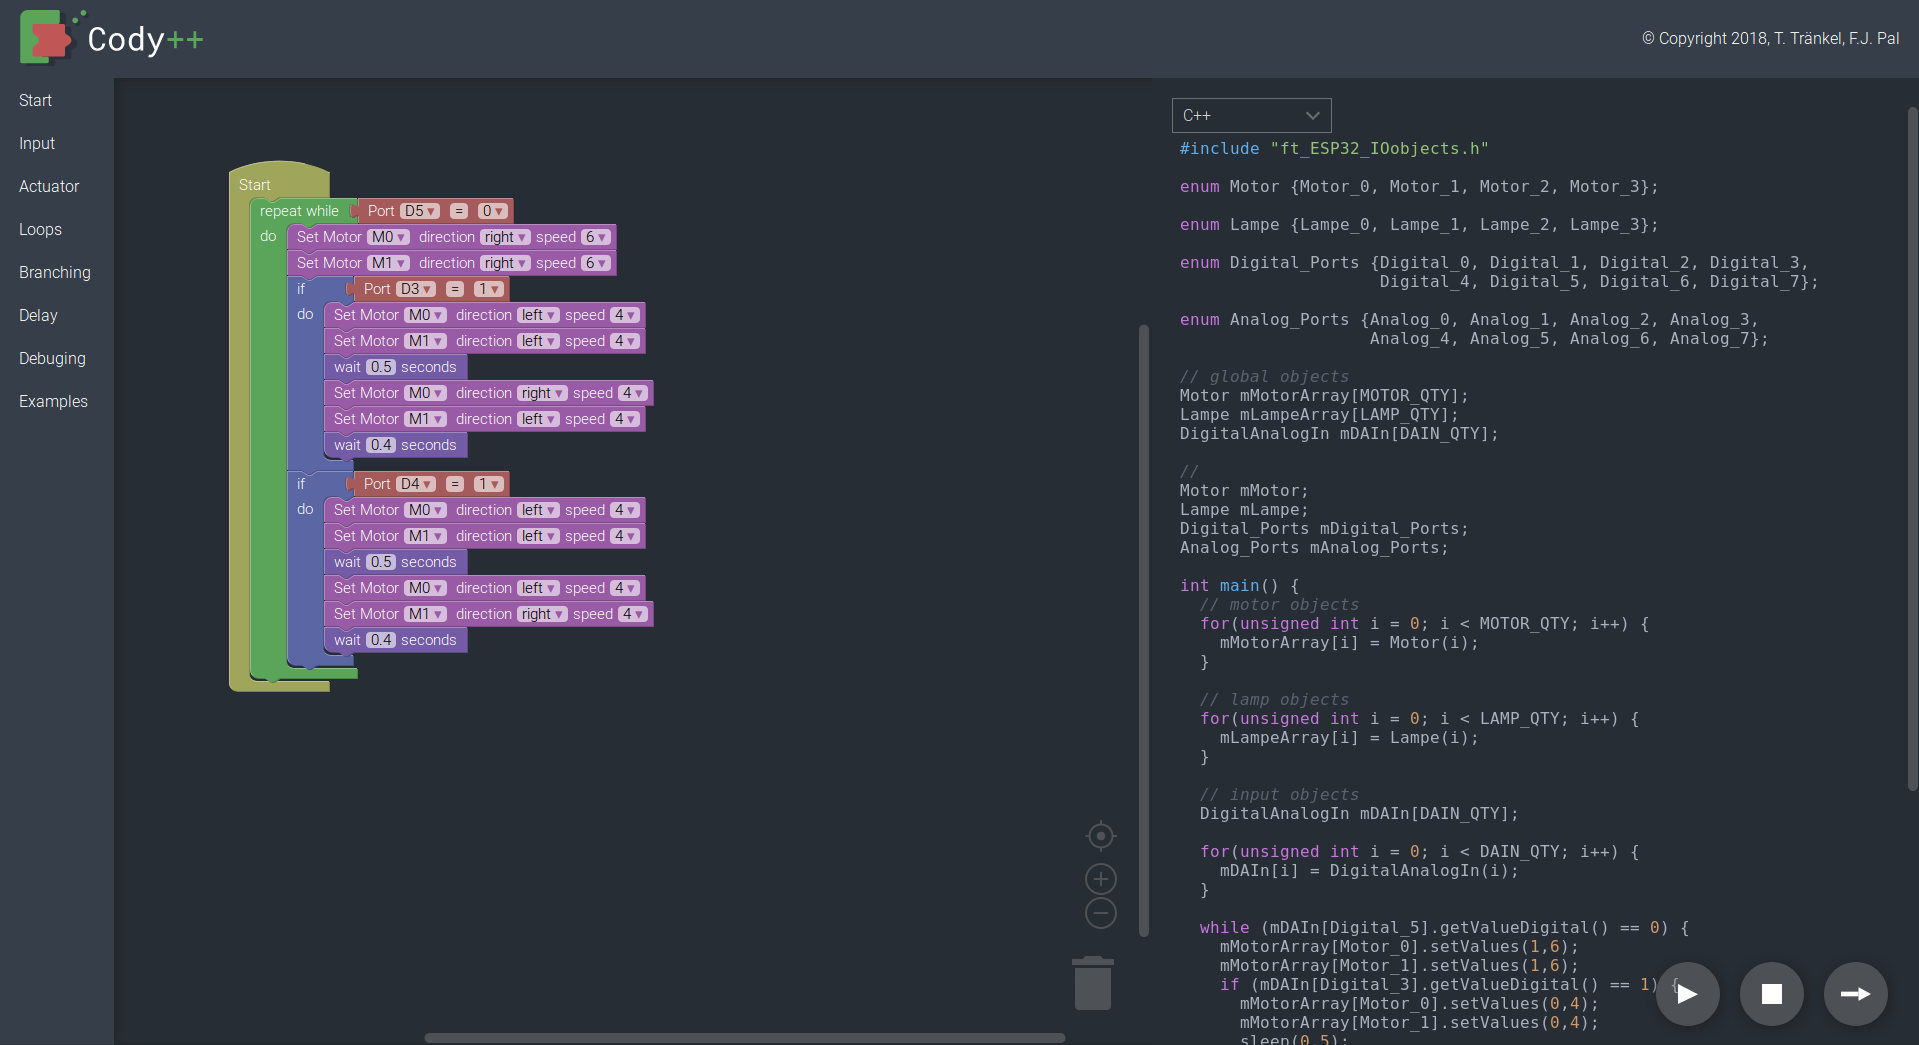 Cody++
© Copyright 2018, T. Tränkel, F.J. Pal
Start
Input
Actuator
Loops
Branching
Delay
Debuging
Examples
Start
repeat while Port D5 = 0
do Set Motor M0 direction right speed 6
Set Motor M1 direction right speed 6
if Port D3 = 1
do Set Motor M0 direction left speed 4
Set Motor M1 direction left speed 4
wait 0.5 seconds
Set Motor M0 direction right speed 4
Set Motor M1 direction left speed 4
wait 0.4 seconds
if Port D4 = 1
do Set Motor M0 direction left speed 4
Set Motor M1 direction left speed 4
wait 0.5 seconds
Set Motor M0 direction left speed 4
Set Motor M1 direction right speed 4
wait 0.4 seconds
C++
#include "ft_ESP32_IOobjects.h"
enum Motor {Motor_0, Motor_1, Motor_2, Motor_3};
enum Lampe {Lampe_0, Lampe_1, Lampe_2, Lampe_3};
enum Digital_Ports {Digital_0, Digital_1, Digital_2, Digital_3,
Digital_4, Digital_5, Digital_6, Digital_7};
enum Analog_Ports {Analog_0, Analog_1, Analog_2, Analog_3,
Analog_4, Analog_5, Analog_6, Analog_7};
// global objects
Motor mMotorArray[MOTOR_QTY];
Lampe mLampeArray[LAMP_QTY];
DigitalAnalogIn mDAIn[DAIN_QTY];
//
Motor mMotor;
Lampe mLampe;
Digital_Ports mDigital_Ports;
Analog_Ports mAnalog_Ports;
int main() {
// motor objects
for(unsigned int i = 0; i < MOTOR_QTY; i++) {
mMotorArray[i] = Motor(i);
}
// lamp objects
for(unsigned int i = 0; i < LAMP_QTY; i++) {
mLampeArray[i] = Lampe(i);
}
// input objects
DigitalAnalogIn mDAIn[DAIN_QTY];
for(unsigned int i = 0; i < DAIN_QTY; i++) {
mDAIn[i] = DigitalAnalogIn(i);
}
while (mDAIn[Digital_5].getValueDigital() == 0) {
mMotorArray[Motor_0].setValues(1,6);
mMotorArray[Motor_1].setValues(1,6);
if (mDAIn[Digital_3].getValueDigital() == 1) {
mMotorArray[Motor_0].setValues(0,4);
mMotorArray[Motor_1].setValues(0,4);
sleep(0.5);